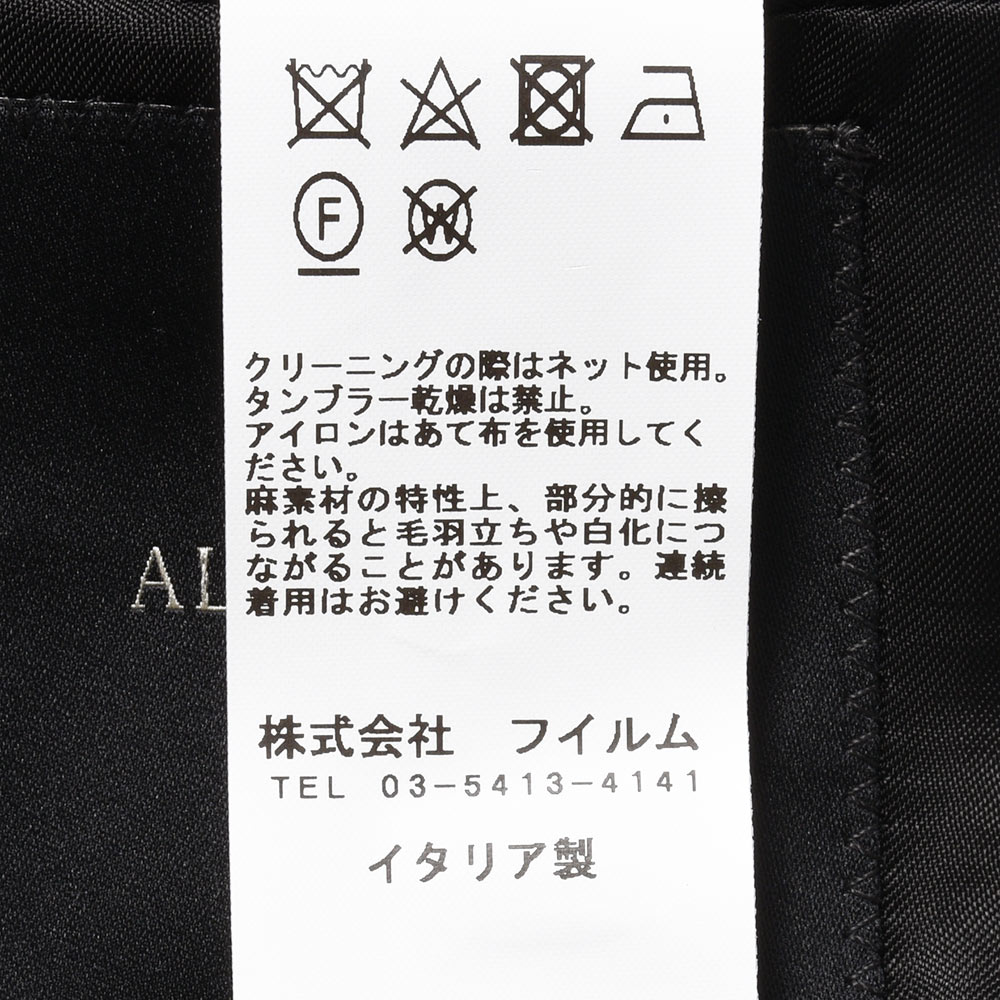 F
W
クリーニングの際はネット使用。
タンブラー乾燥は禁止。
アイロンはあて布を使用してく
ださい。
麻素材の特性上、部分的に擦
られると毛羽立ちや白化につ
ながることがあります。連続
着用はお避けください。
AL
株式会社　フイルム
TEL 03-5413-4141
イタリア製